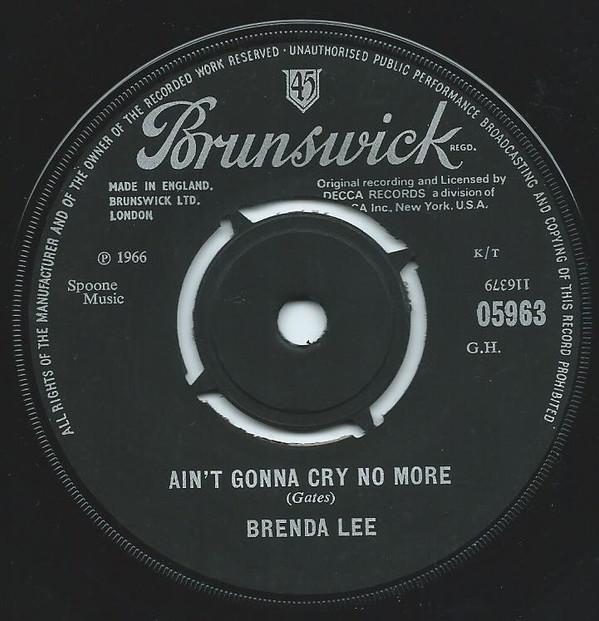 ALL RIGHTS OF THE MANUFACTURER AND OF THE OWNER OF THE RECORDED WORK RESERVED · UNAUTHORISED PUBLIC PERFORMANCE BROADCASTING AND COPYING OF THIS RECORD PROHIBITED
45
Brunswick
REGD.
MADE IN ENGLAND.
BRUNSWICK LTD.
LONDON
Original recording and Licensed by
DECCA RECORDS a division of
CA Inc., New York. U.S.A.
℗ 1966
Spoone
Music
K/T
116379
05963
G.H.
AIN'T GONNA CRY NO MORE
(Gates)
BRENDA LEE